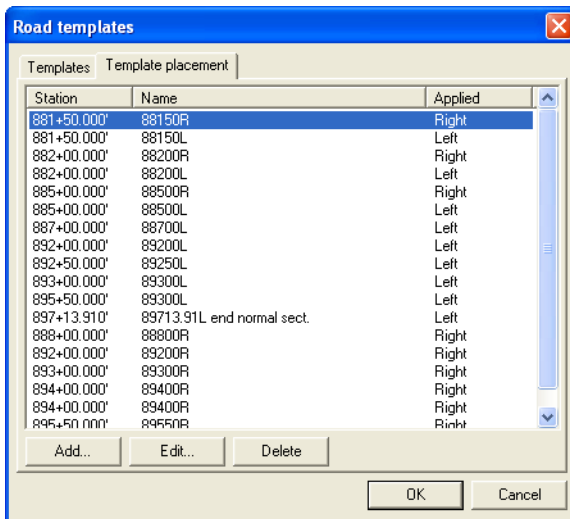 Road templates
Templates Template placement
Station Name Applied
881+50.000' 88150R Right
881+50.000' 88150L Left
882+00.000' 88200R Right
882+00.000' 88200L Left
885+00.000' 88500R Right
885+00.000' 88500L Left
887+00.000' 88700L Left
892+00.000' 89200L Left
892+50.000' 89250L Left
893+00.000' 89300L Left
895+50.000' 89300L Left
897+13.910' 89713.91L end normal sect. Left
888+00.000' 88800R Right
892+00.000' 89200R Right
893+00.000' 89300R Right
894+00.000' 89400R Right
894+00.000' 89400R Right
895+50.000' 89550R Right
Add... Edit... Delete
OK Cancel